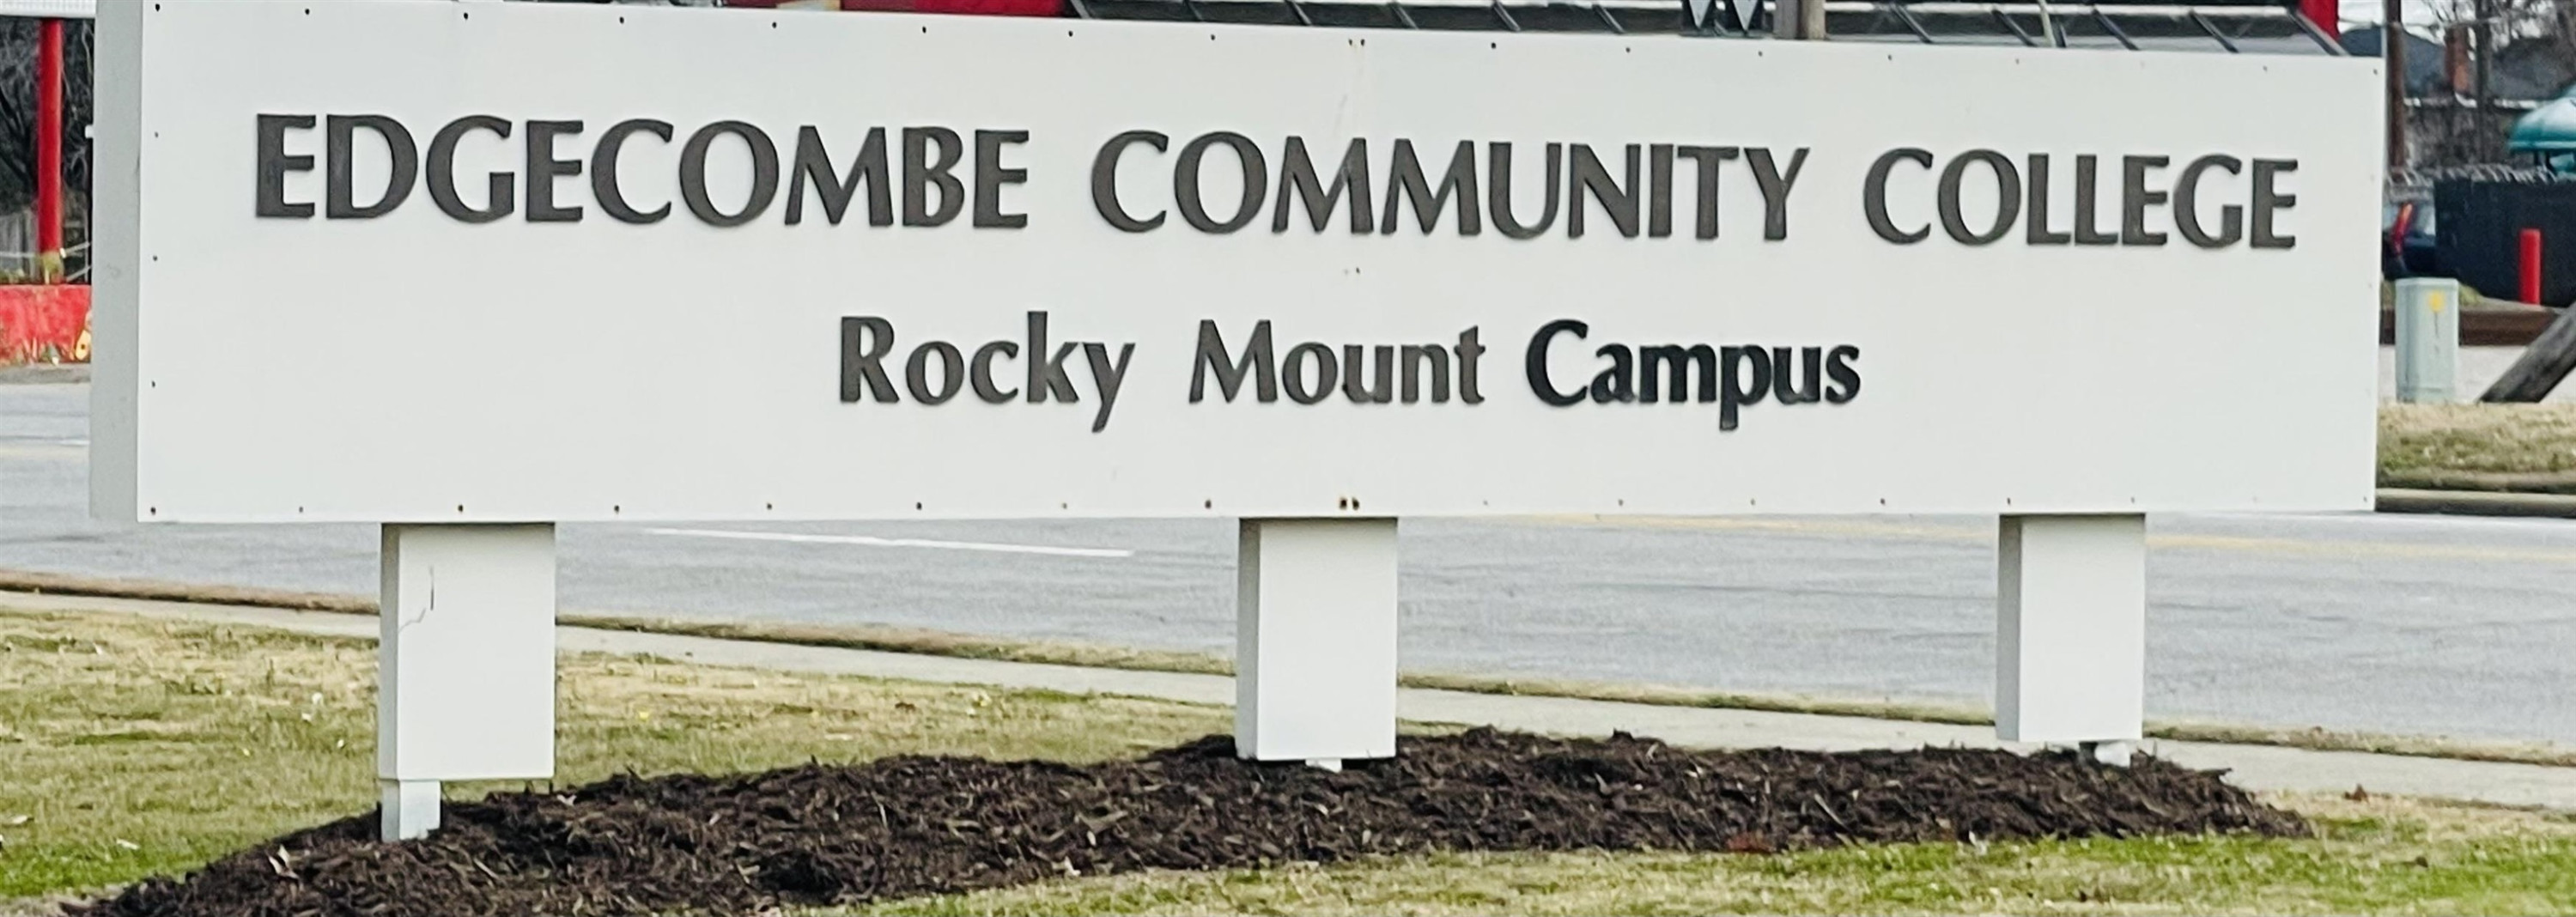 EDGECOMBE COMMUNITY COLLEGE
Rocky Mount Campus